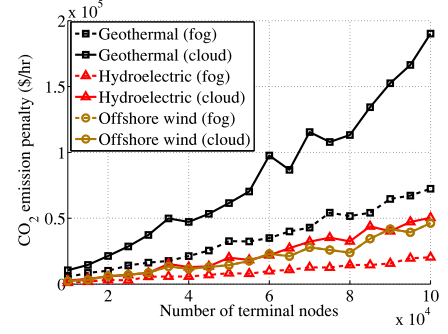 x 10^5
2
1.5
1
0.5
0
CO2 emission penalty ($/hr)
Geothermal (fog)
Geothermal (cloud)
Hydroelectric (fog)
Hydroelectric (cloud)
Offshore wind (fog)
Offshore wind (cloud)
2 4 6 8 10
Number of terminal nodes
x 10^4